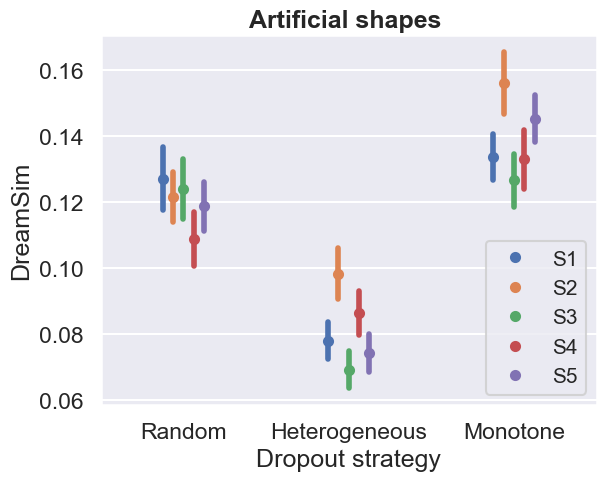 Artificial shapes
DreamSim
0.16
0.14
0.12
0.10
0.08
0.06
S1
S2
S3
S4
S5
Random
Heterogeneous
Monotone
Dropout strategy